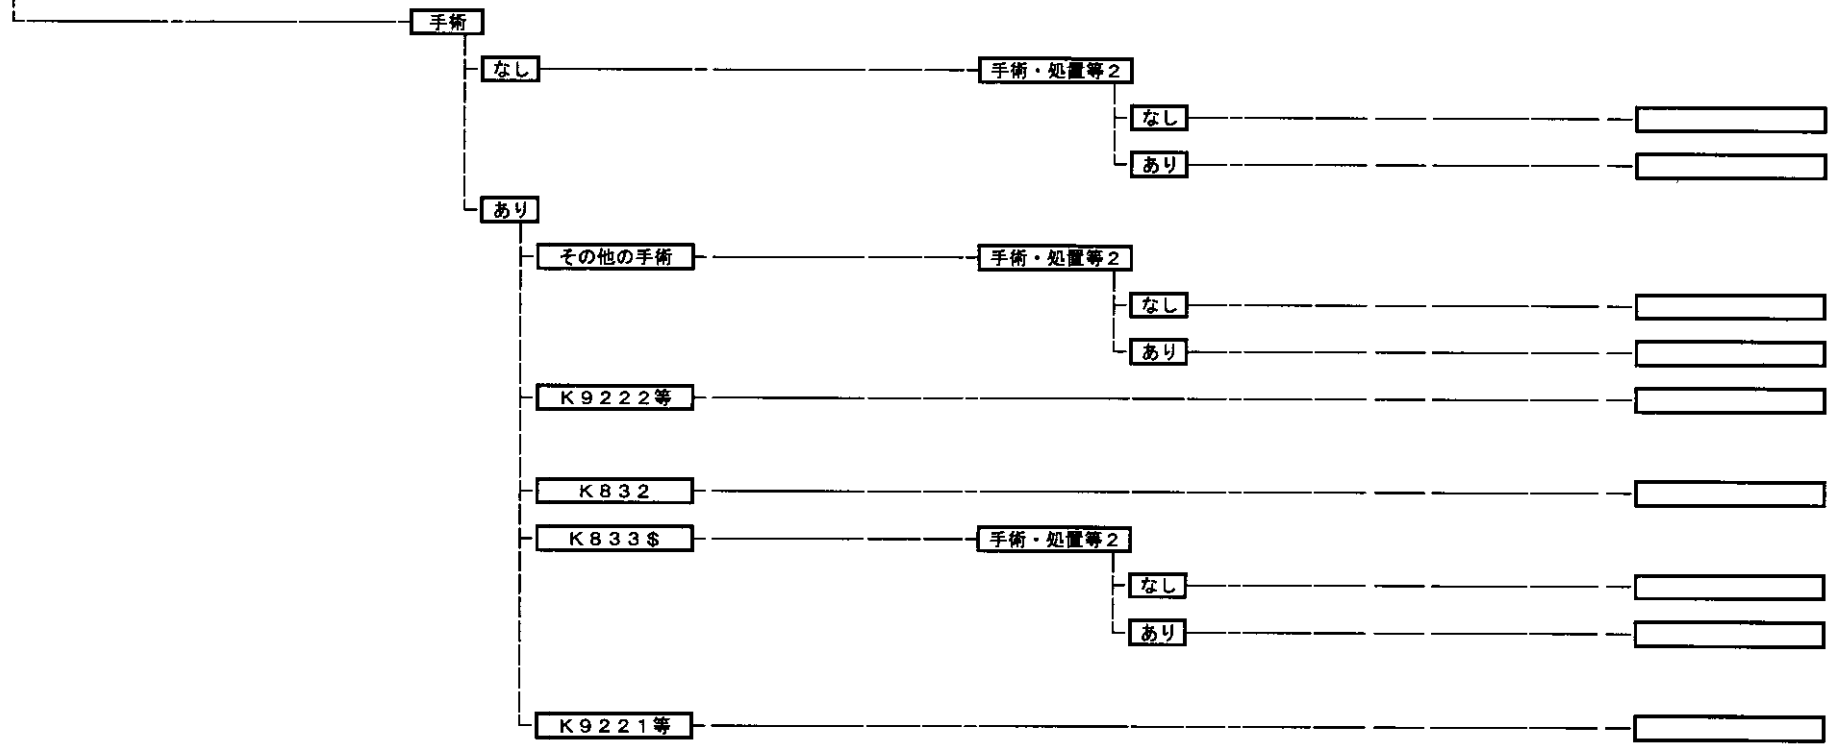 手術
なし
手術・処置等２
なし
あり
あり
その他の手術
手術・処置等２
なし
あり
Ｋ９２２２等
Ｋ８３２
Ｋ８３３＄
手術・処置等２
なし
あり
Ｋ９２２１等